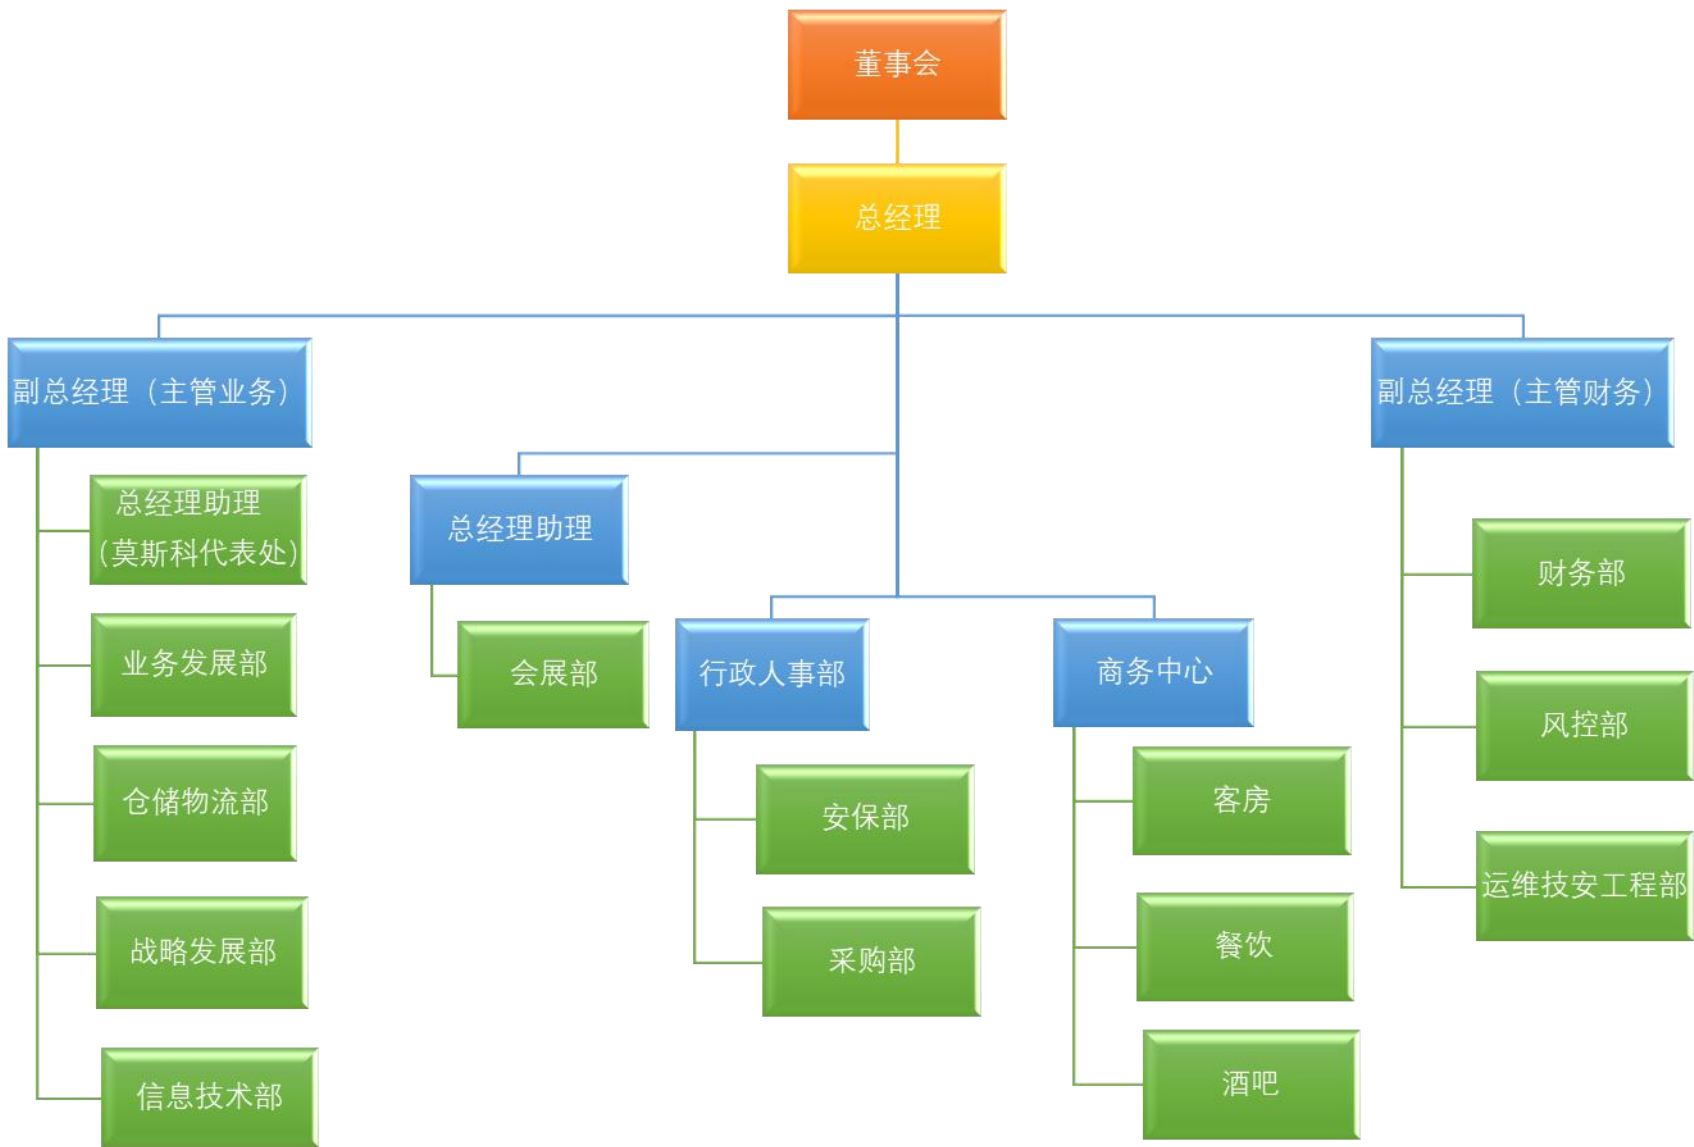 董事会
总经理
副总经理（主管业务）
副总经理（主管财务）
总经理助理
（莫斯科代表处）
业务发展部
仓储物流部
战略发展部
信息技术部
总经理助理
会展部
行政人事部
安保部
采购部
商务中心
客房
餐饮
酒吧
财务部
风控部
运维技安工程部